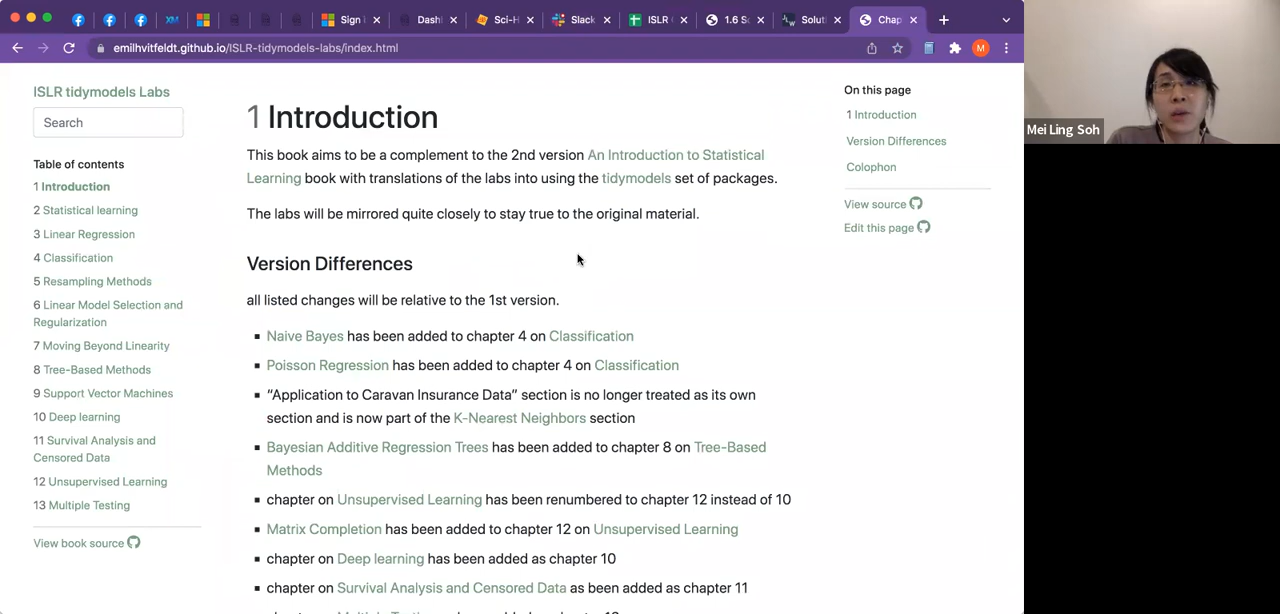 Sign i
Dashl
Sci-H
Slack
ISLR
1.6 S
Soluti
Chap
emilhvitfeldt.github.io/ISLR-tidymodels-labs/index.html
M
ISLR tidymodels Labs
Search
Table of contents
1 Introduction
2 Statistical learning
3 Linear Regression
4 Classification
5 Resampling Methods
6 Linear Model Selection and
Regularization
7 Moving Beyond Linearity
8 Tree-Based Methods
9 Support Vector Machines
10 Deep learning
11 Survival Analysis and
Censored Data
12 Unsupervised Learning
13 Multiple Testing
View book source
1 Introduction
This book aims to be a complement to the 2nd version An Introduction to Statistical
Learning book with translations of the labs into using the tidymodels set of packages.
The labs will be mirrored quite closely to stay true to the original material.
Version Differences
all listed changes will be relative to the 1st version.
Naive Bayes has been added to chapter 4 on Classification
Poisson Regression has been added to chapter 4 on Classification
“Application to Caravan Insurance Data” section is no longer treated as its own
section and is now part of the K-Nearest Neighbors section
Bayesian Additive Regression Trees has been added to chapter 8 on Tree-Based
Methods
chapter on Unsupervised Learning has been renumbered to chapter 12 instead of 10
Matrix Completion has been added to chapter 12 on Unsupervised Learning
chapter on Deep learning has been added as chapter 10
chapter on Survival Analysis and Censored Data as been added as chapter 11
On this page
1 Introduction
Version Differences
Colophon
View source
Edit this page
Mei Ling Soh